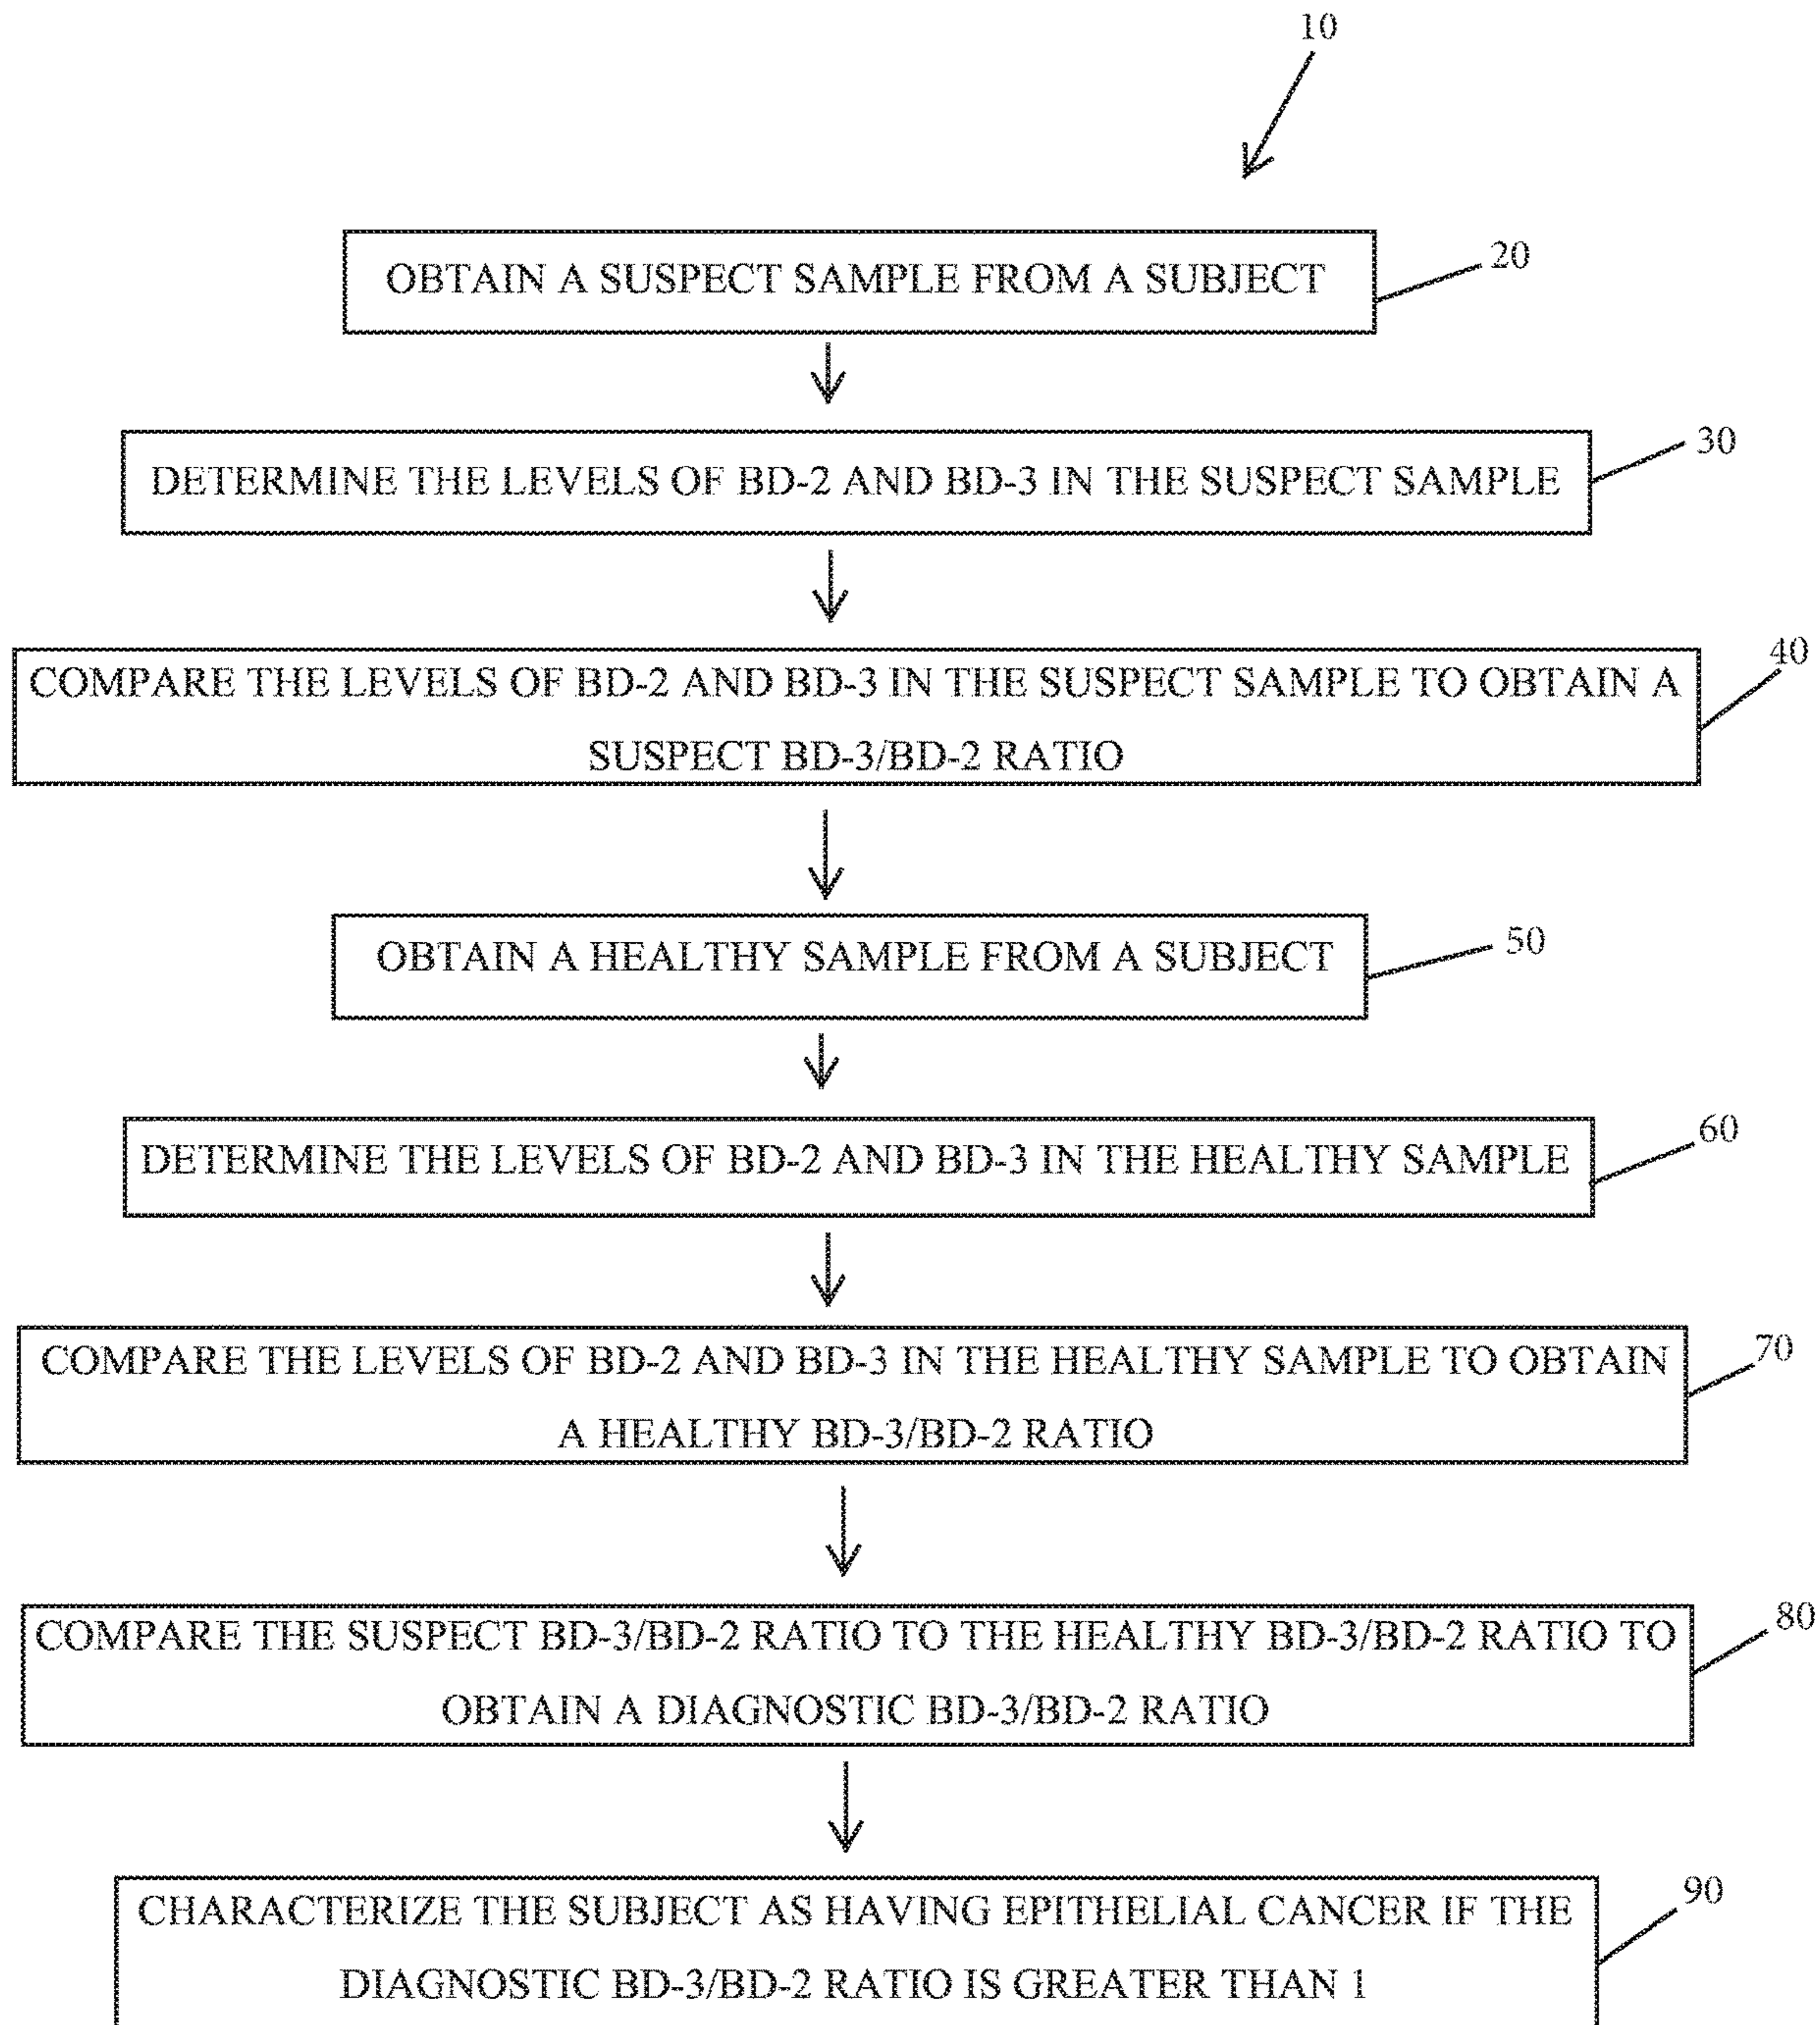 10
OBTAIN A SUSPECT SAMPLE FROM A SUBJECT
20
DETERMINE THE LEVELS OF BD-2 AND BD-3 IN THE SUSPECT SAMPLE
30
COMPARE THE LEVELS OF BD-2 AND BD-3 IN THE SUSPECT SAMPLE TO OBTAIN A
SUSPECT BD-3/BD-2 RATIO
40
OBTAIN A HEALTHY SAMPLE FROM A SUBJECT
50
DETERMINE THE LEVELS OF BD-2 AND BD-3 IN THE HEALTHY SAMPLE
60
COMPARE THE LEVELS OF BD-2 AND BD-3 IN THE HEALTHY SAMPLE TO OBTAIN
A HEALTHY BD-3/BD-2 RATIO
70
COMPARE THE SUSPECT BD-3/BD-2 RATIO TO THE HEALTHY BD-3/BD-2 RATIO TO
OBTAIN A DIAGNOSTIC BD-3/BD-2 RATIO
80
CHARACTERIZE THE SUBJECT AS HAVING EPITHELIAL CANCER IF THE
DIAGNOSTIC BD-3/BD-2 RATIO IS GREATER THAN 1
90